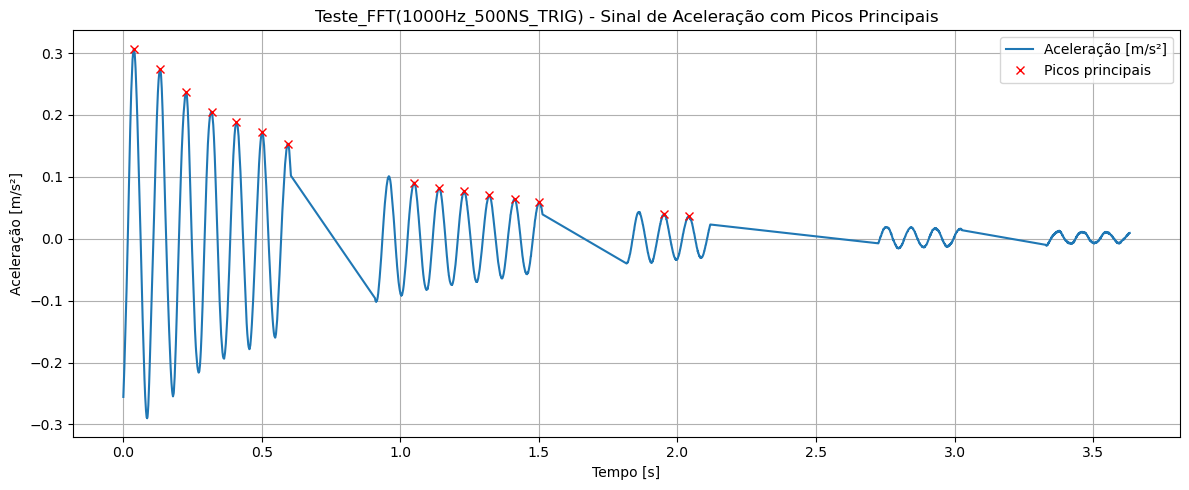 Teste_FFT(1000Hz_500NS_TRIG) - Sinal de Aceleração com Picos Principais
Aceleração [m/s²]
Picos principais
0.3
0.2
0.1
0.0
−0.1
−0.2
−0.3
Aceleração [m/s²]
0.0 0.5 1.0 1.5 2.0 2.5 3.0 3.5
Tempo [s]